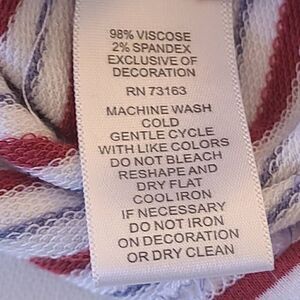 98% VISCOSE
2% SPANDEX
EXCLUSIVE OF
DECORATION
RN 73163
MACHINE WASH
COLD
GENTLE CYCLE
WITH LIKE COLORS
DO NOT BLEACH
RESHAPE AND
DRY FLAT
COOL IRON
IF NECESSARY
DO NOT IRON
ON DECORATION
OR DRY CLEAN